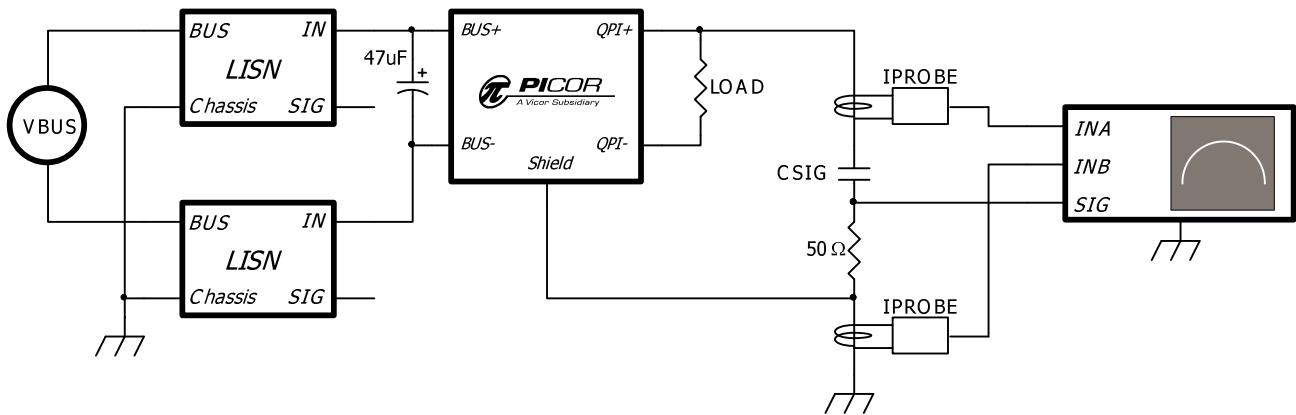 BUS IN
LISN
Chassis SIG
VBUS
47uF
+
BUS+ QPI+
π PICOR
A Vicor Subsidiary
BUS- QPI-
Shield
LOAD
BUS IN
LISN
Chassis SIG
IPROBE
CSIG
50 Ω
IPROBE
INA
INB
SIG